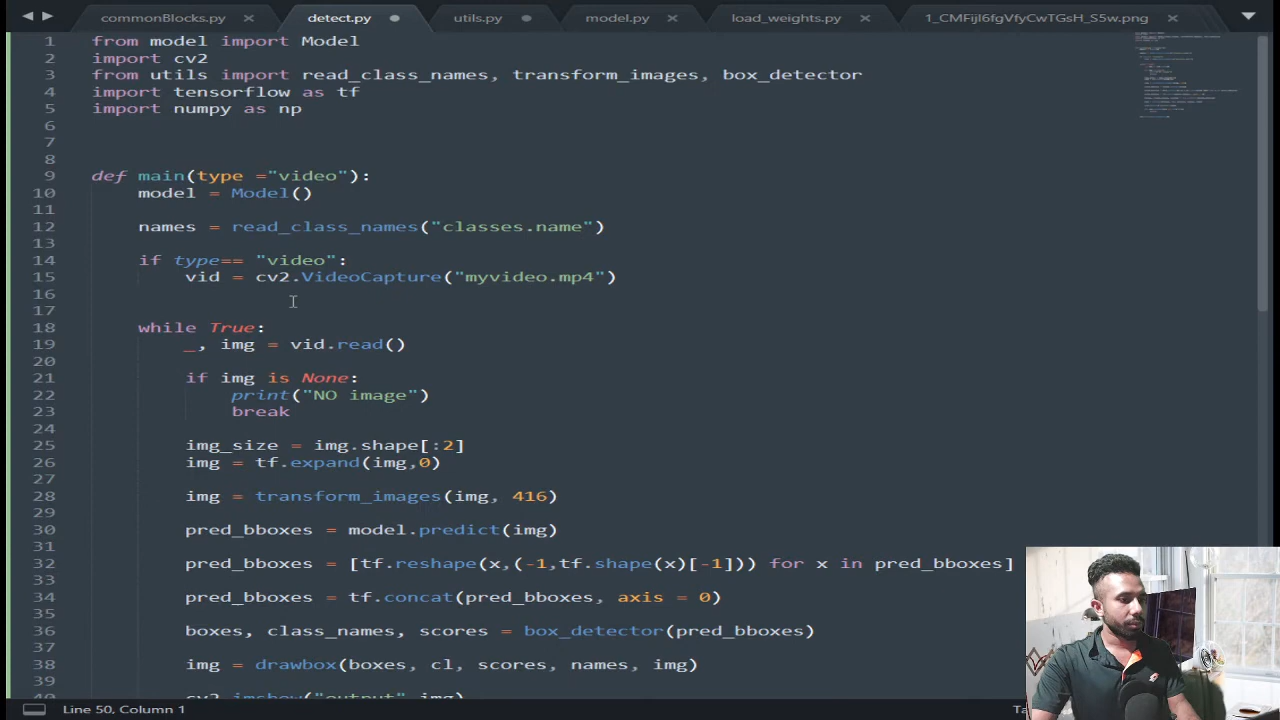 commonBlocks.py detect.py utils.py model.py load_weights.py 1_CMFijI6fgVfyCwTGsH_S5w.png
1 from model import Model
2 import cv2
3 from utils import read_class_names, transform_images, box_detector
4 import tensorflow as tf
5 import numpy as np
6
7
8
9 def main(type ="video"):
10 model = Model()
11
12 names = read_class_names("classes.name")
13
14 if type== "video":
15 vid = cv2.VideoCapture("myvideo.mp4")
16
17
18 while True:
19 _, img = vid.read()
20
21 if img is None:
22 print("NO image")
23 break
24
25 img_size = img.shape[:2]
26 img = tf.expand(img,0)
27
28 img = transform_images(img, 416)
29
30 pred_bboxes = model.predict(img)
31
32 pred_bboxes = [tf.reshape(x,(-1,tf.shape(x)[-1])) for x in pred_bboxes]
33
34 pred_bboxes = tf.concat(pred_bboxes, axis = 0)
35
36 boxes, class_names, scores = box_detector(pred_bboxes)
37
38 img = drawbox(boxes, cl, scores, names, img)
39
40 cv2.imshow("output",img)
Line 50, Column 1